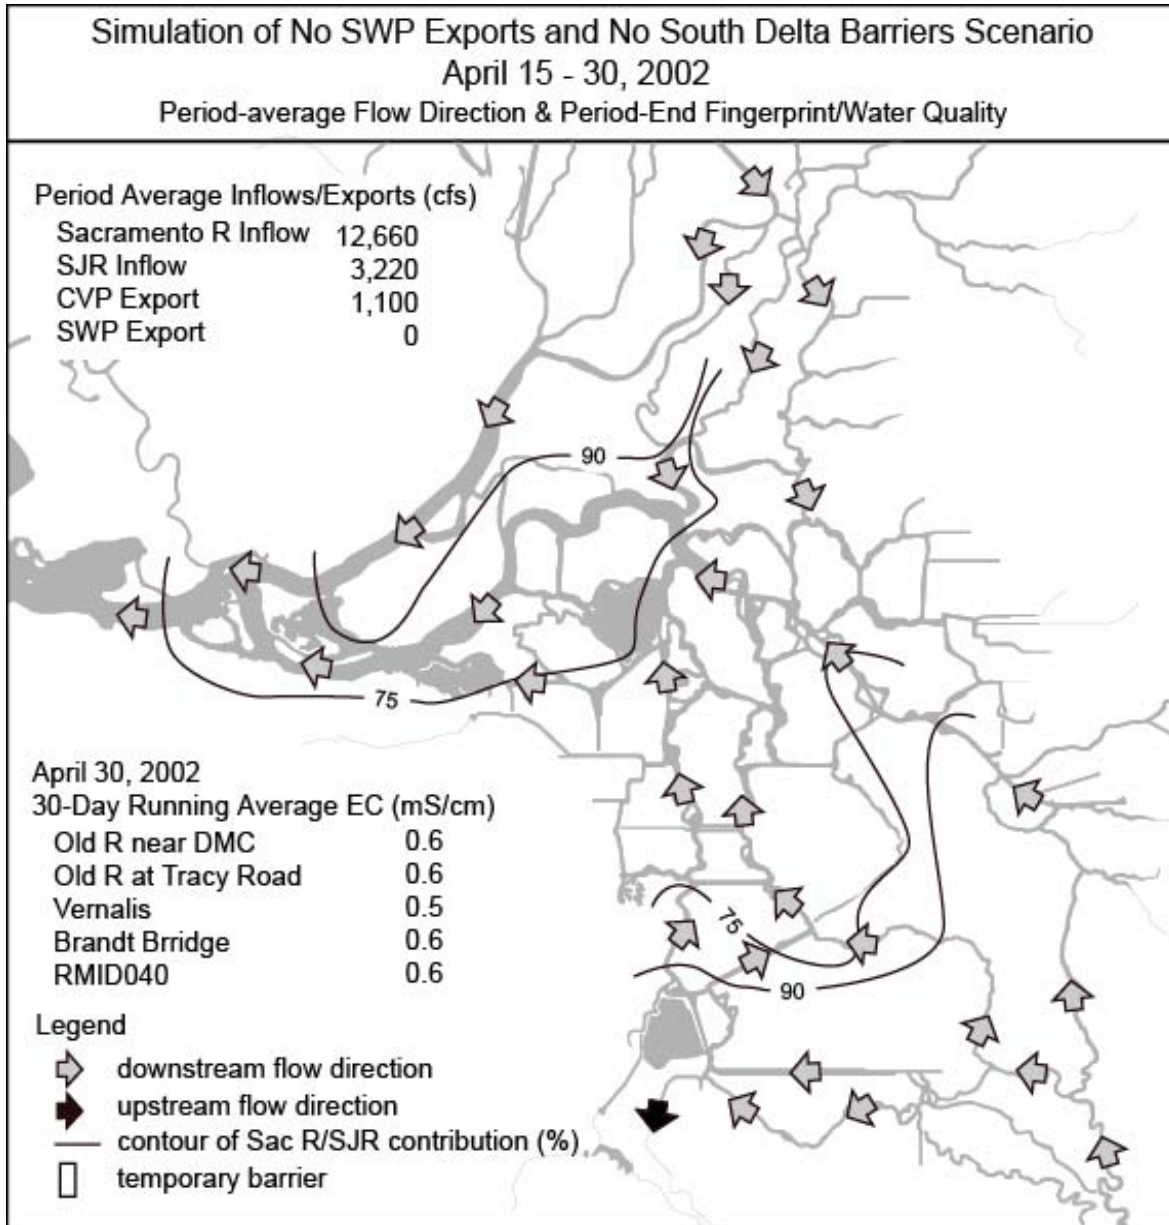 Simulation of No SWP Exports and No South Delta Barriers Scenario
April 15 - 30, 2002
Period-average Flow Direction & Period-End Fingerprint/Water Quality
Period Average Inflows/Exports (cfs)
Sacramento R Inflow 12,660
SJR Inflow 3,220
CVP Export 1,100
SWP Export 0
90
75
April 30, 2002
30-Day Running Average EC (mS/cm)
Old R near DMC 0.6
Old R at Tracy Road 0.6
Vernalis 0.5
Brandt Brridge 0.6
RMID040 0.6
75
90
Legend
downstream flow direction
upstream flow direction
contour of Sac R/SJR contribution (%)
temporary barrier